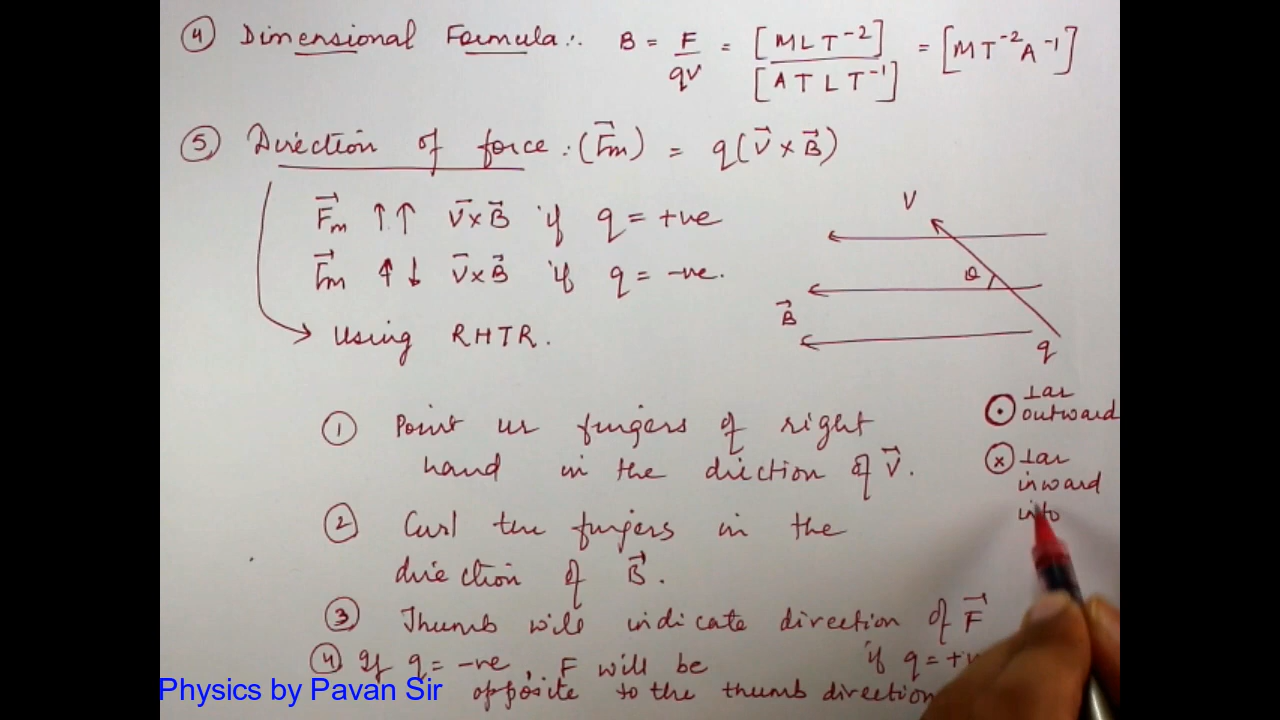 ④ Dimensional Formula :. B = F/qV = [MLT⁻²]/[ATLT⁻¹] = [MT⁻²A⁻¹]
⑤ Direction of force : (F⃗m) = q(V⃗ × B⃗)
F⃗m ↑↑ V⃗×B⃗ if q = +ve
F⃗m ↑↓ V⃗×B⃗ if q = -ve.
Using RHTR.
V
θ
B⃗
q
⊙ ⊥ar
outward
ⓧ ⊥ar
inward
into
① Point ur fingers of right
hand in the direction of V⃗.
② Curl the fingers in the
direction of B⃗.
③ Thumb will indicate direction of F⃗
if q = +v
④ If q = -ve, F will be
opposite to the thumb direction
Physics by Pavan Sir